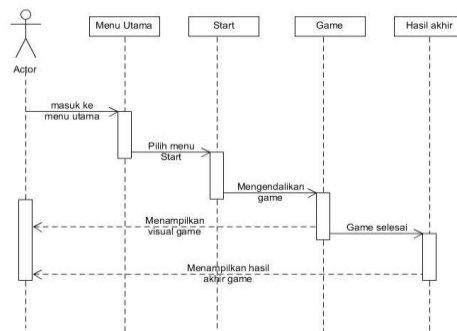 Menu Utama
Start
Game
Hasil akhir
Actor
masuk ke
menu utama
Pilih menu
Start
Mengendalikan
game
Menampilkan
visual game
Game selesai
Menampilkan hasil
akhir game